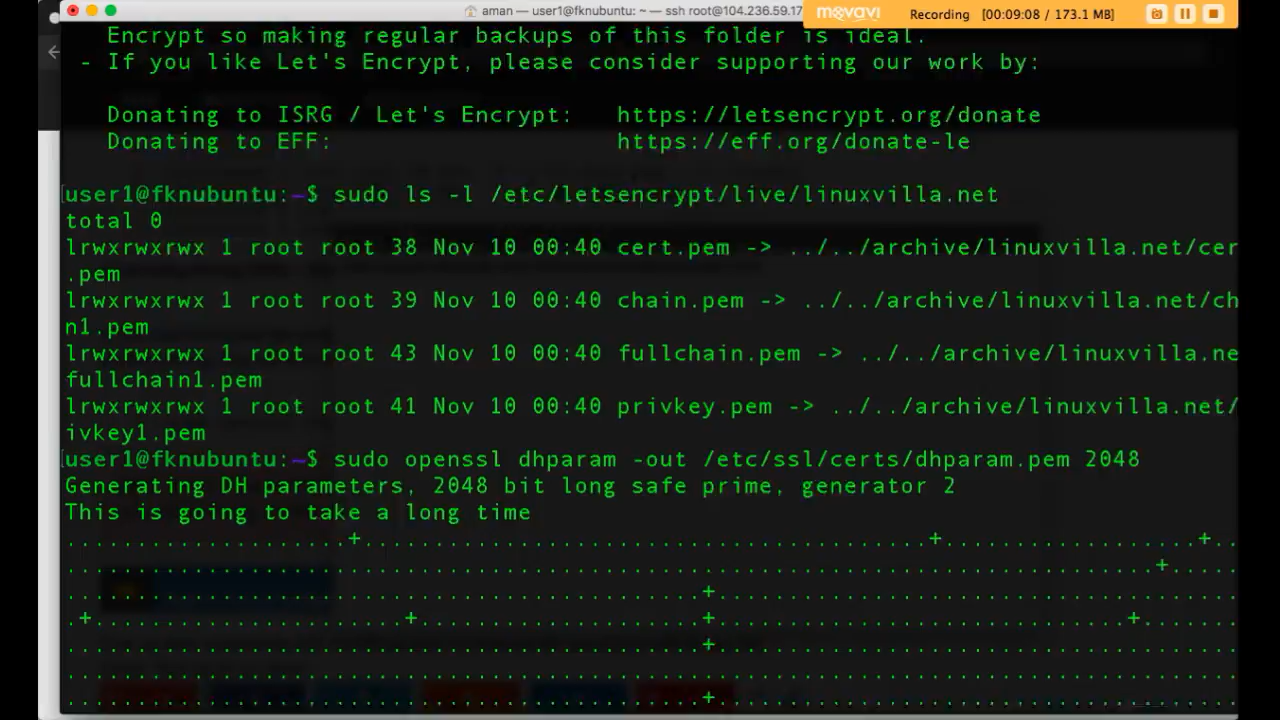 aman — user1@fknubuntu: ~ — ssh root@104.236.59.17
movavi
Recording [00:09:08 / 173.1 MB]
Encrypt so making regular backups of this folder is ideal.
- If you like Let's Encrypt, please consider supporting our work by:
Donating to ISRG / Let's Encrypt: https://letsencrypt.org/donate
Donating to EFF: https://eff.org/donate-le
[user1@fknubuntu:~$ sudo ls -l /etc/letsencrypt/live/linuxvilla.net
total 0
lrwxrwxrwx 1 root root 38 Nov 10 00:40 cert.pem -> ../../archive/linuxvilla.net/cer
.pem
lrwxrwxrwx 1 root root 39 Nov 10 00:40 chain.pem -> ../../archive/linuxvilla.net/ch
n1.pem
lrwxrwxrwx 1 root root 43 Nov 10 00:40 fullchain.pem -> ../../archive/linuxvilla.ne
fullchain1.pem
lrwxrwxrwx 1 root root 41 Nov 10 00:40 privkey.pem -> ../../archive/linuxvilla.net/
ivkey1.pem
[user1@fknubuntu:~$ sudo openssl dhparam -out /etc/ssl/certs/dhparam.pem 2048
Generating DH parameters, 2048 bit long safe prime, generator 2
This is going to take a long time
....................+........................................+..................+..
.............................................................................+.....
.............................................+.....................................
.+......................+....................+.............................+.......
.............................................+.....................................
...................................................................................
.............................................+.....................................